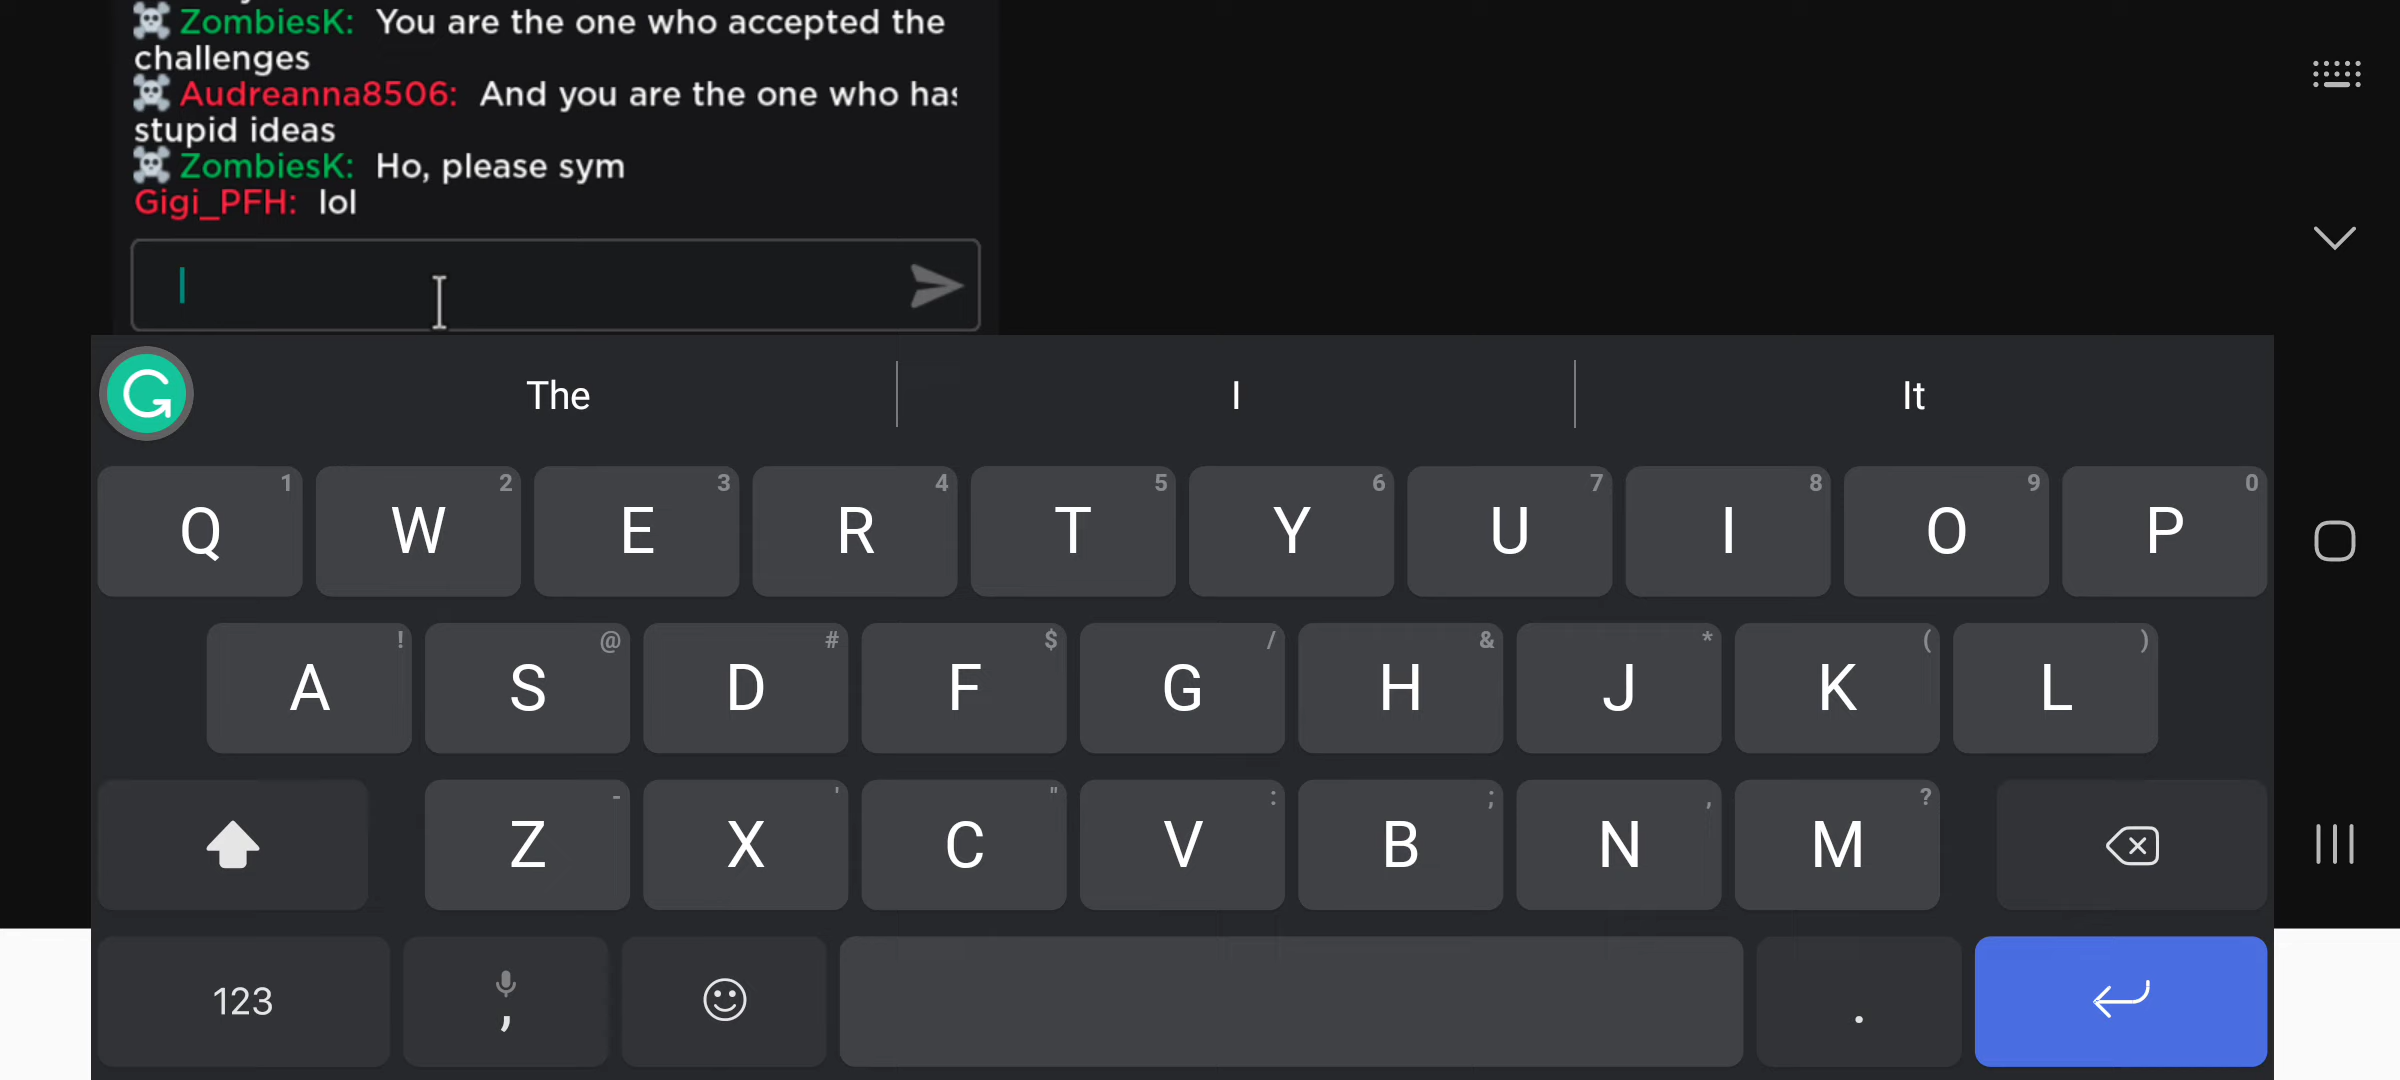 ZombiesK: You are the one who accepted the
challenges
Audreanna8506: And you are the one who has
stupid ideas
ZombiesK: Ho, please sym
Gigi_PFH: lol
The I It
Q 1 W 2 E 3 R 4 T 5 Y 6 U 7 I 8 O 9 P 0
A ! S @ D # F $ G / H & J * K ( L )
Z - X ' C " V : B ; N , M ?
123 , .